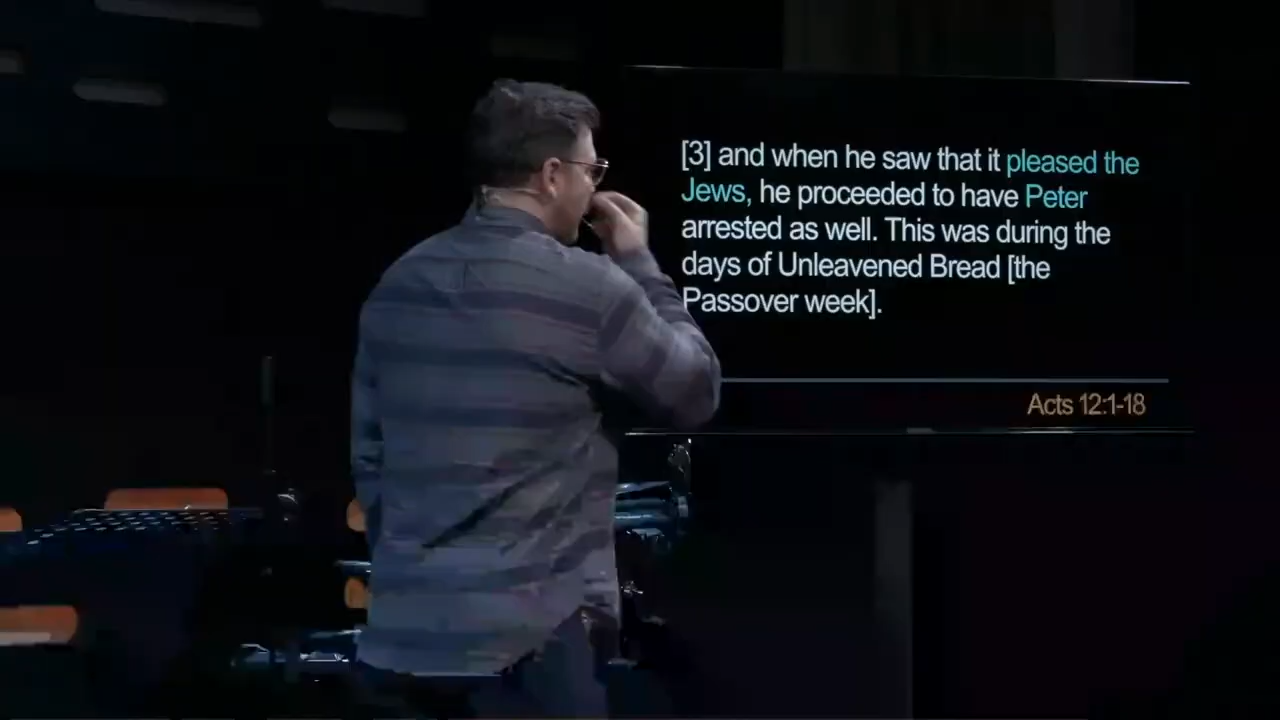 [3] and when he saw that it pleased the
Jews, he proceeded to have Peter
arrested as well. This was during the
days of Unleavened Bread [the
Passover week].
Acts 12:1-18